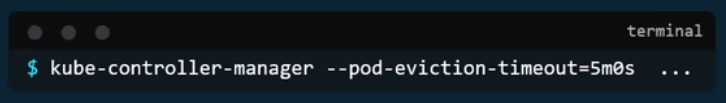 terminal
$ kube-controller-manager --pod-eviction-timeout=5m0s ...